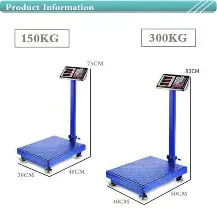 Product Information
150KG
300KG
75CM
83CM
30CM
40CM
40CM
50CM